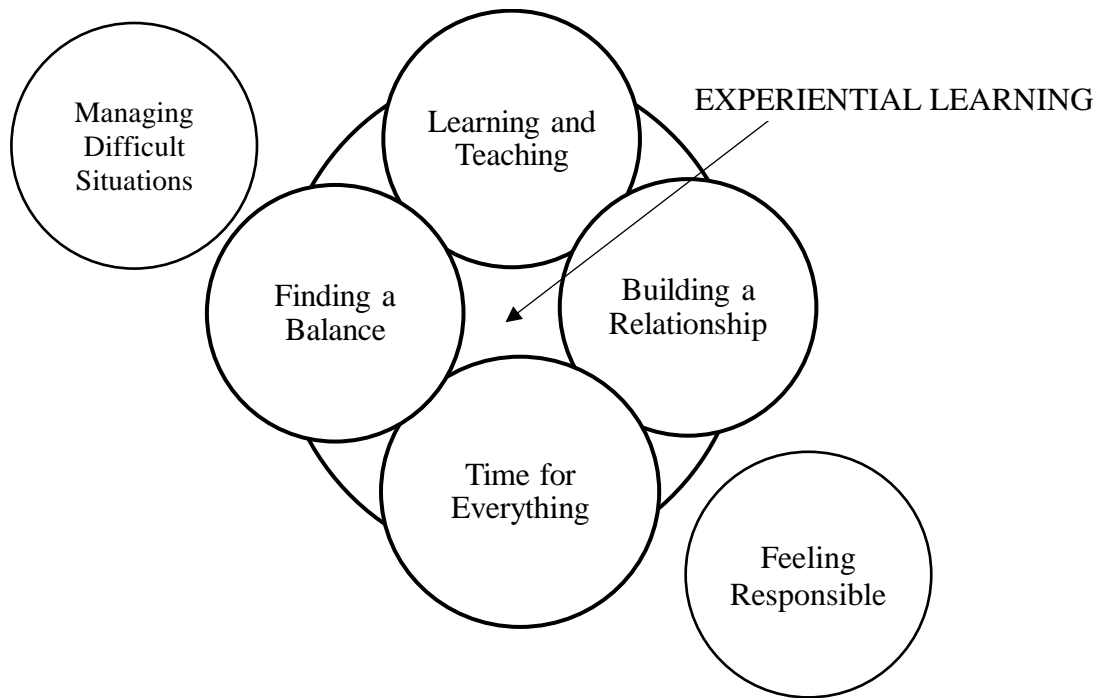 EXPERIENTIAL LEARNING
Managing
Difficult
Situations
Learning and
Teaching
Finding a
Balance
Building a
Relationship
Time for
Everything
Feeling
Responsible